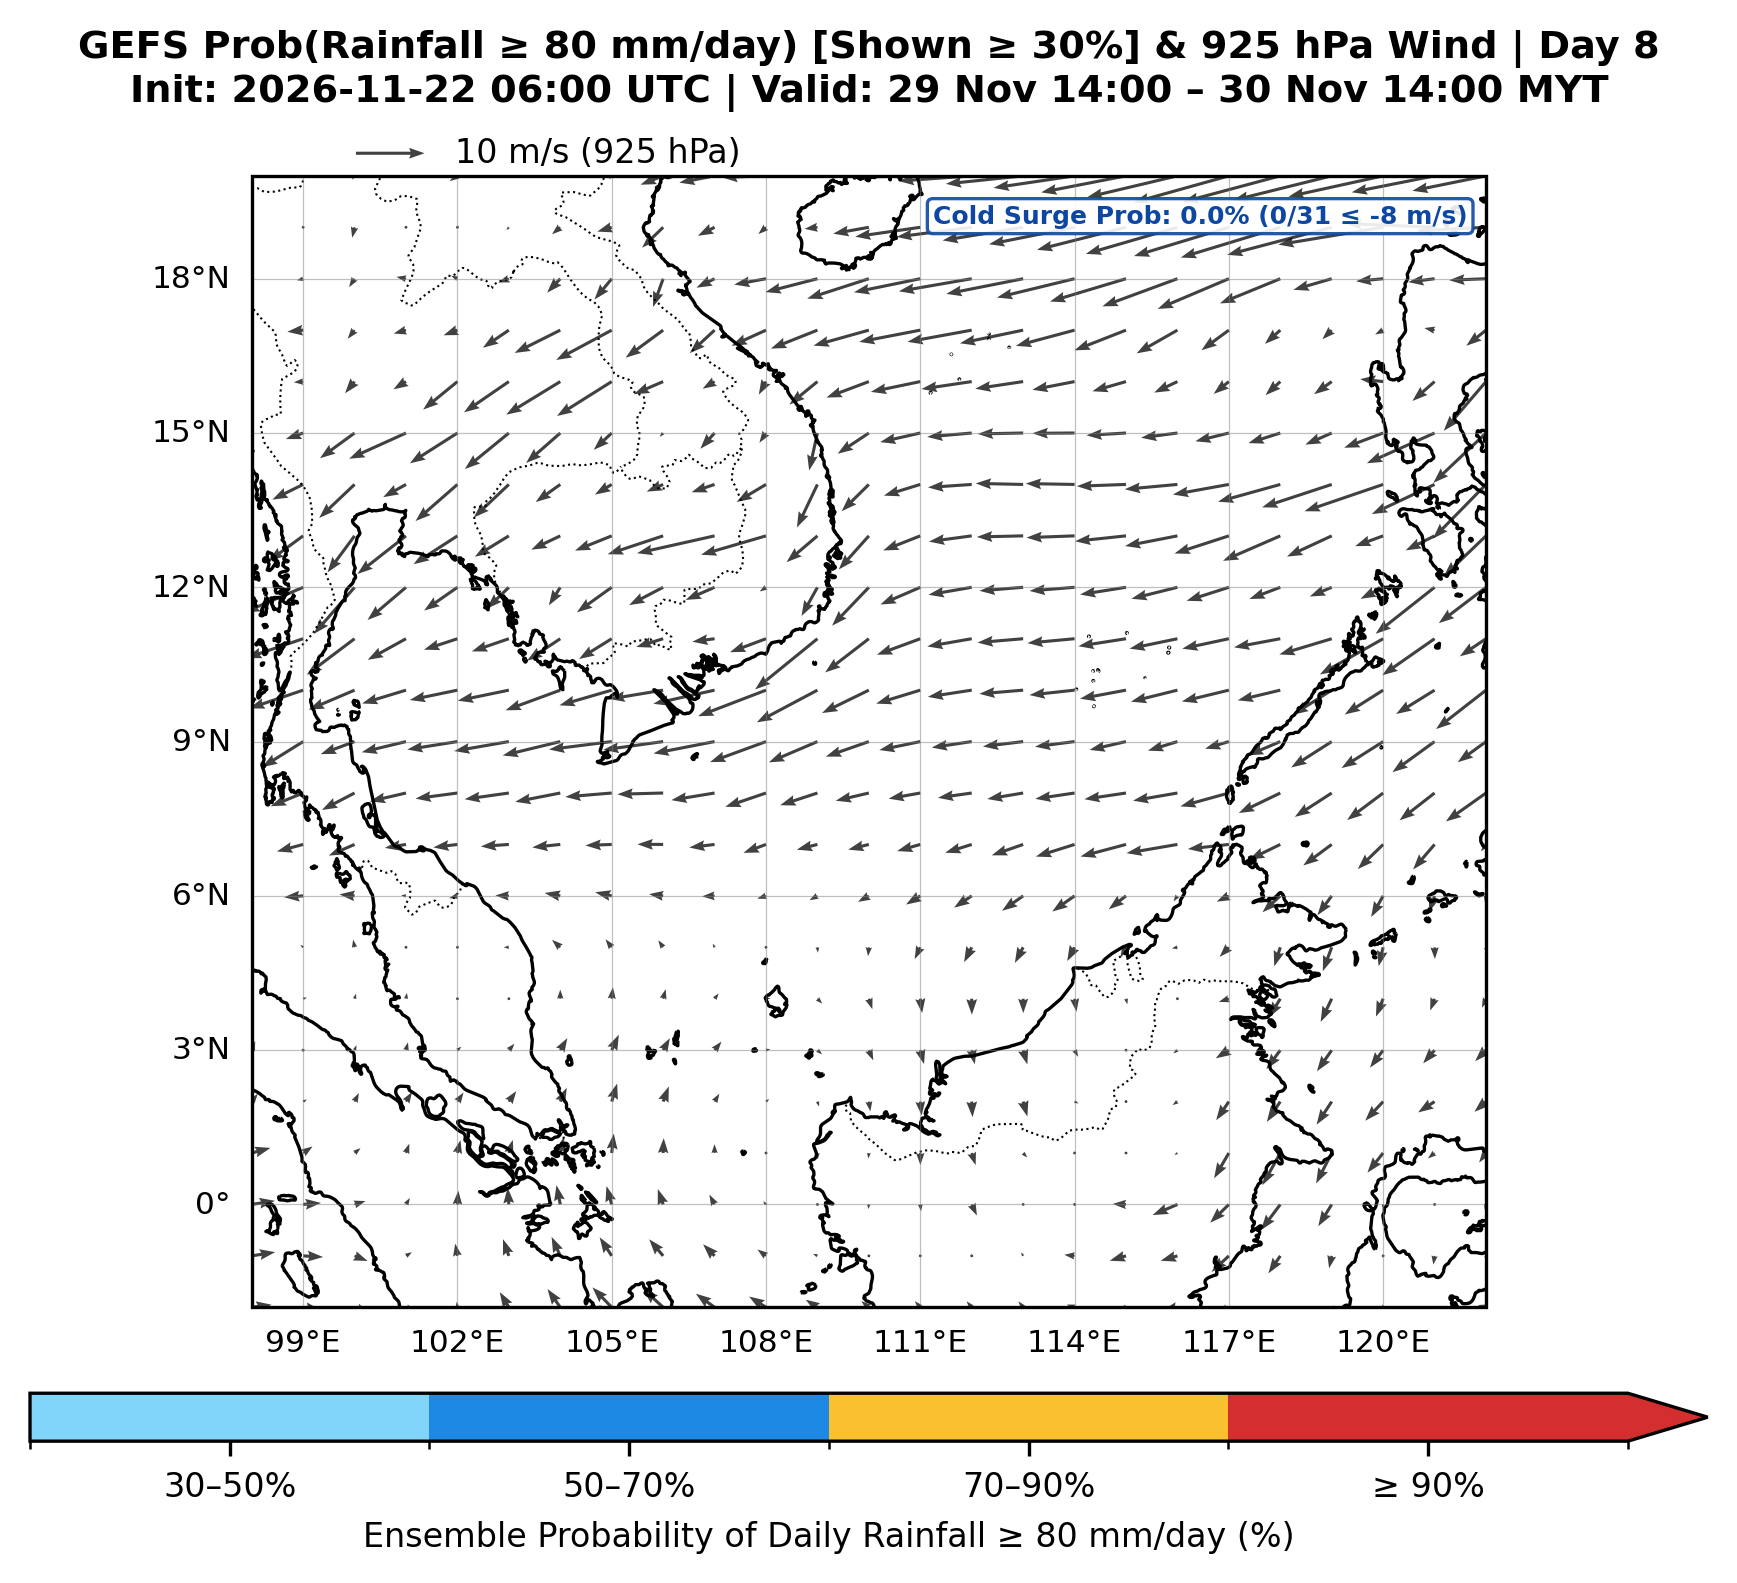 GEFS Prob(Rainfall ≥ 80 mm/day) [Shown ≥ 30%] & 925 hPa Wind | Day 8
Init: 2026-11-22 06:00 UTC | Valid: 29 Nov 14:00 – 30 Nov 14:00 MYT
10 m/s (925 hPa)
Cold Surge Prob: 0.0% (0/31 ≤ -8 m/s)
18°N
15°N
12°N
9°N
6°N
3°N
0°
99°E 102°E 105°E 108°E 111°E 114°E 117°E 120°E
30–50% 50–70% 70–90% ≥ 90%
Ensemble Probability of Daily Rainfall ≥ 80 mm/day (%)